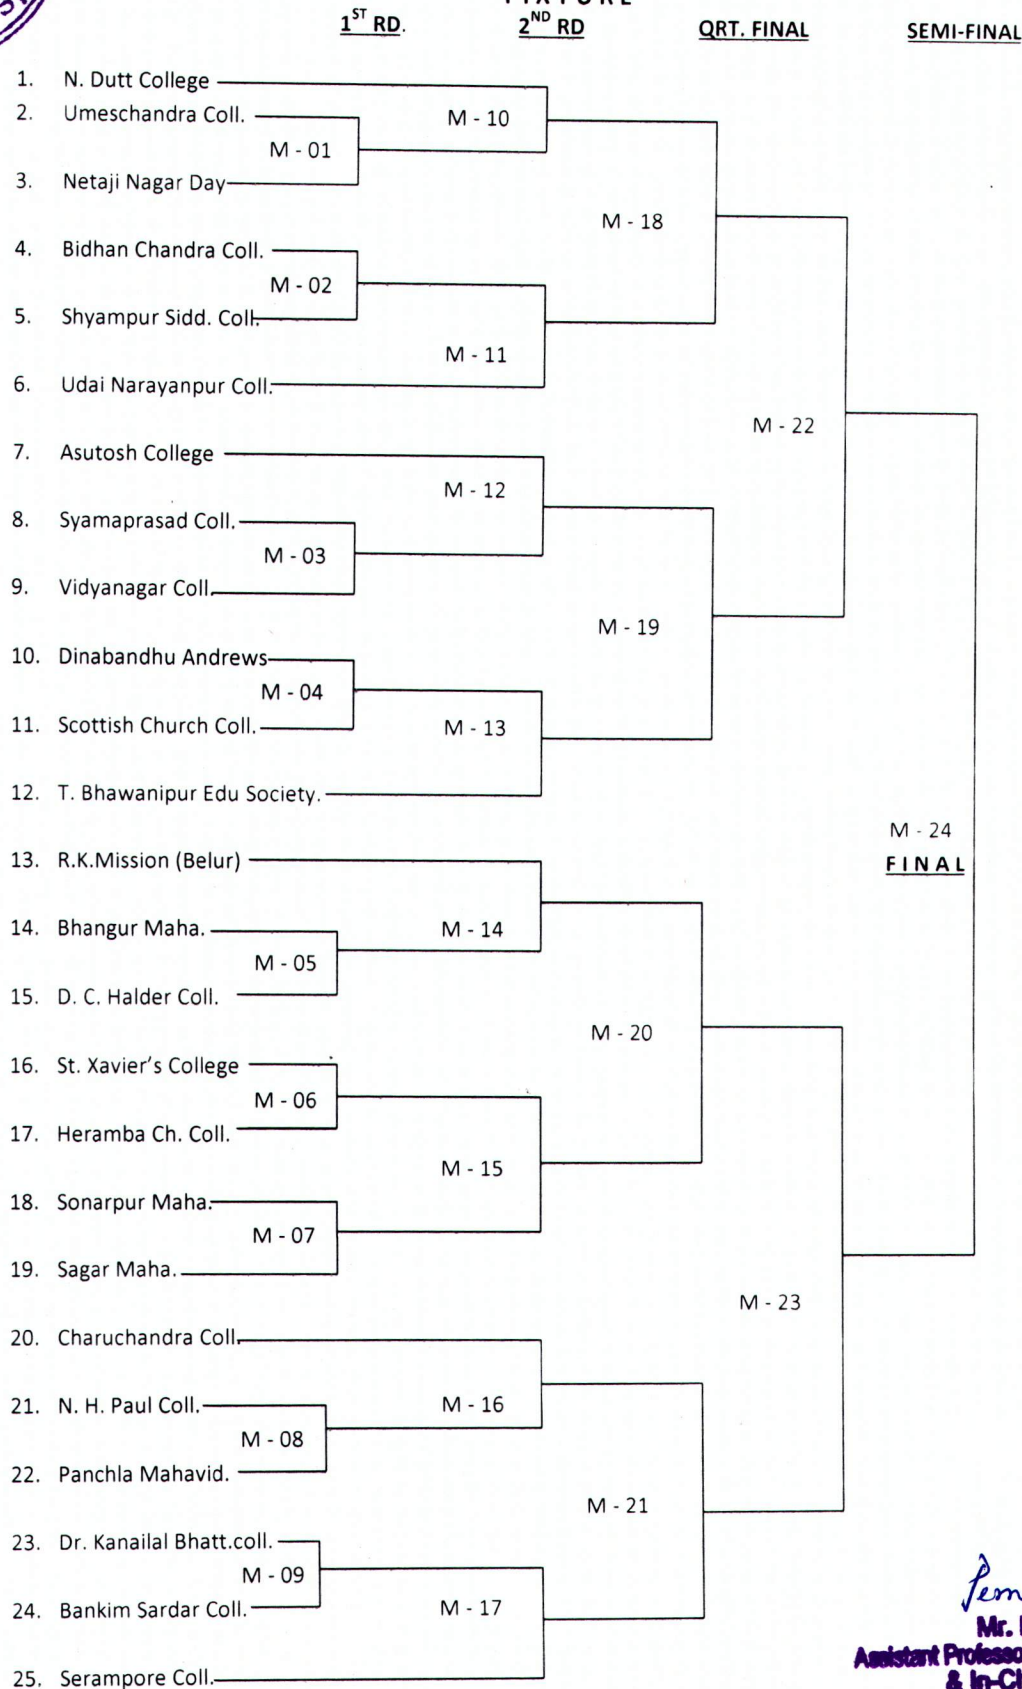 FIXTURE
1ST RD. 2ND RD QRT. FINAL SEMI-FINAL
1. N. Dutt College
M - 10
2. Umeschandra Coll.
M - 01
3. Netaji Nagar Day
M - 18
4. Bidhan Chandra Coll.
M - 02
5. Shyampur Sidd. Coll.
M - 11
6. Udai Narayanpur Coll.
M - 22
7. Asutosh College
M - 12
8. Syamaprasad Coll.
M - 03
9. Vidyanagar Coll.
M - 19
10. Dinabandhu Andrews
M - 04
11. Scottish Church Coll.
M - 13
12. T. Bhawanipur Edu Society.
M - 24
FINAL
13. R.K.Mission (Belur)
14. Bhangur Maha.
M - 14
M - 05
15. D. C. Halder Coll.
M - 20
16. St. Xavier's College
M - 06
17. Heramba Ch. Coll.
M - 15
18. Sonarpur Maha.
M - 07
19. Sagar Maha.
M - 23
20. Charuchandra Coll.
21. N. H. Paul Coll.
M - 16
M - 08
22. Panchla Mahavid.
M - 21
23. Dr. Kanailal Bhatt.coll.
M - 09
24. Bankim Sardar Coll.
M - 17
25. Serampore Coll.
Mr.
Assistant
& In-